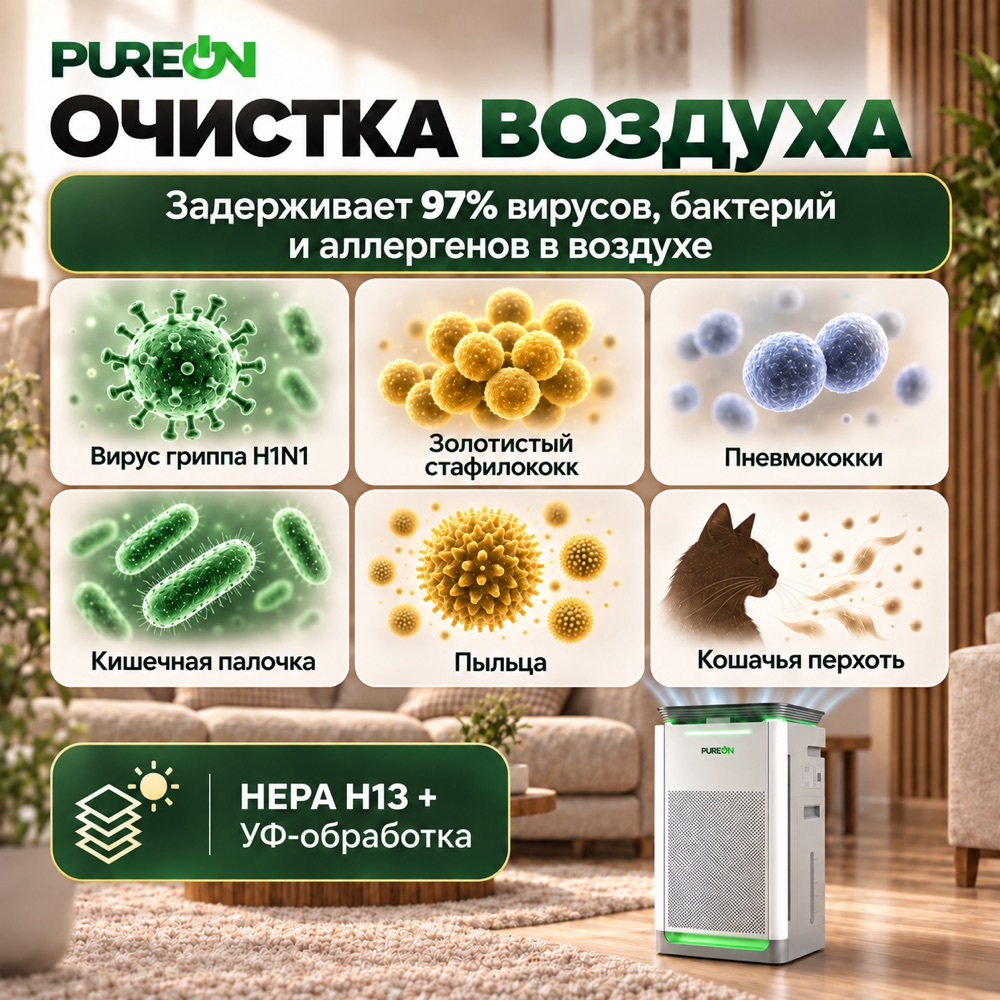 PUREON
ОЧИСТКА ВОЗДУХА
Задерживает 97% вирусов, бактерий
и аллергенов в воздухе
Вирус гриппа H1N1
Золотистый
стафилококк
Пневмококки
Кишечная палочка
Пыльца
Кошачья перхоть
PUREON
HEPA H13 +
УФ-обработка